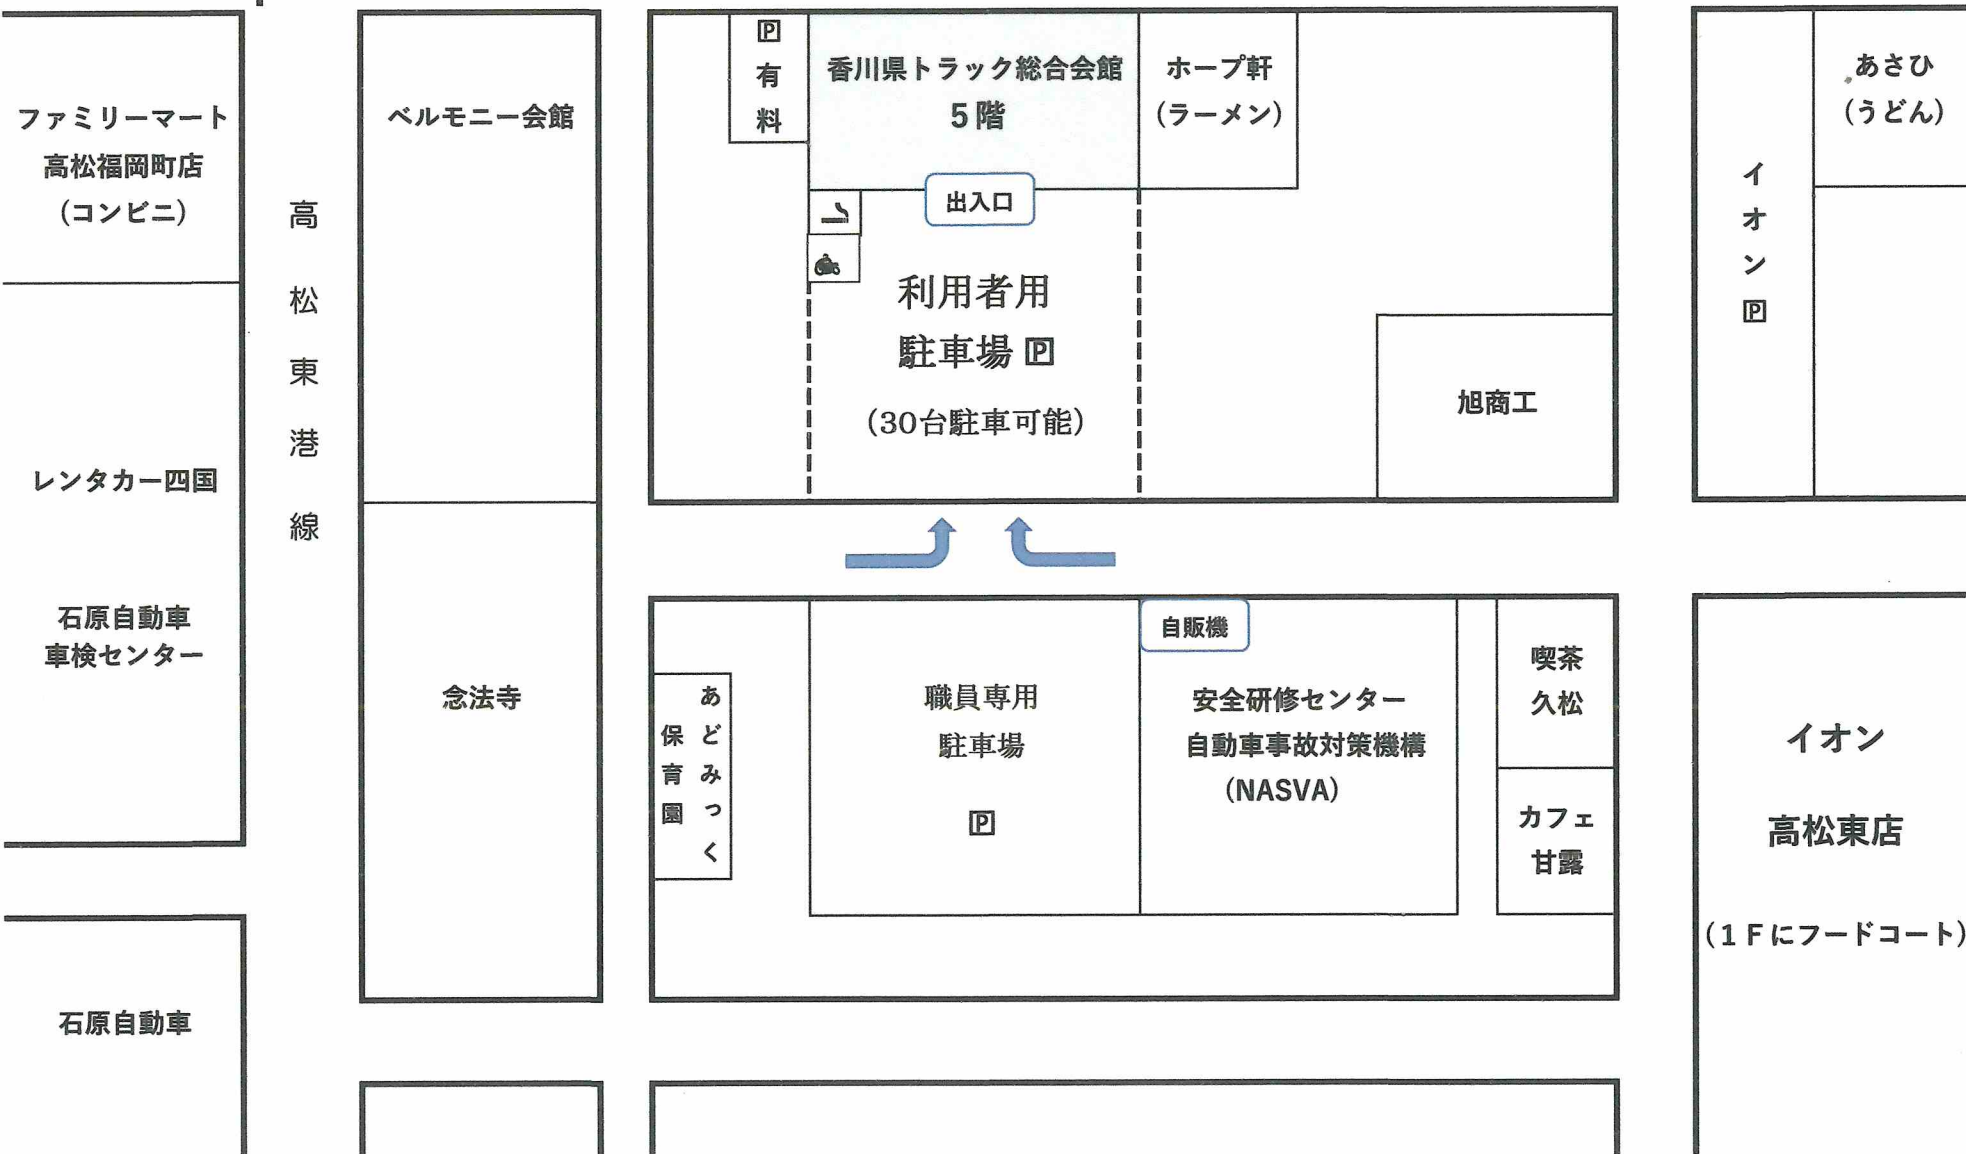 ファミリーマート
高松福岡町店
(コンビニ)
レンタカー四国
石原自動車
車検センター
石原自動車
高松東港線
ベルモニー会館
念法寺
P有料
香川県トラック総合会館
5階
ホープ軒
(ラーメン)
出入口
利用者用
駐車場 P
(30台駐車可能)
旭商工
イオンP
あさひ
(うどん)
あどみっく
保育園
職員専用
駐車場
P
自販機
安全研修センター
自動車事故対策機構
(NASVA)
喫茶
久松
カフェ
甘露
イオン
高松東店
(1Fにフードコート)